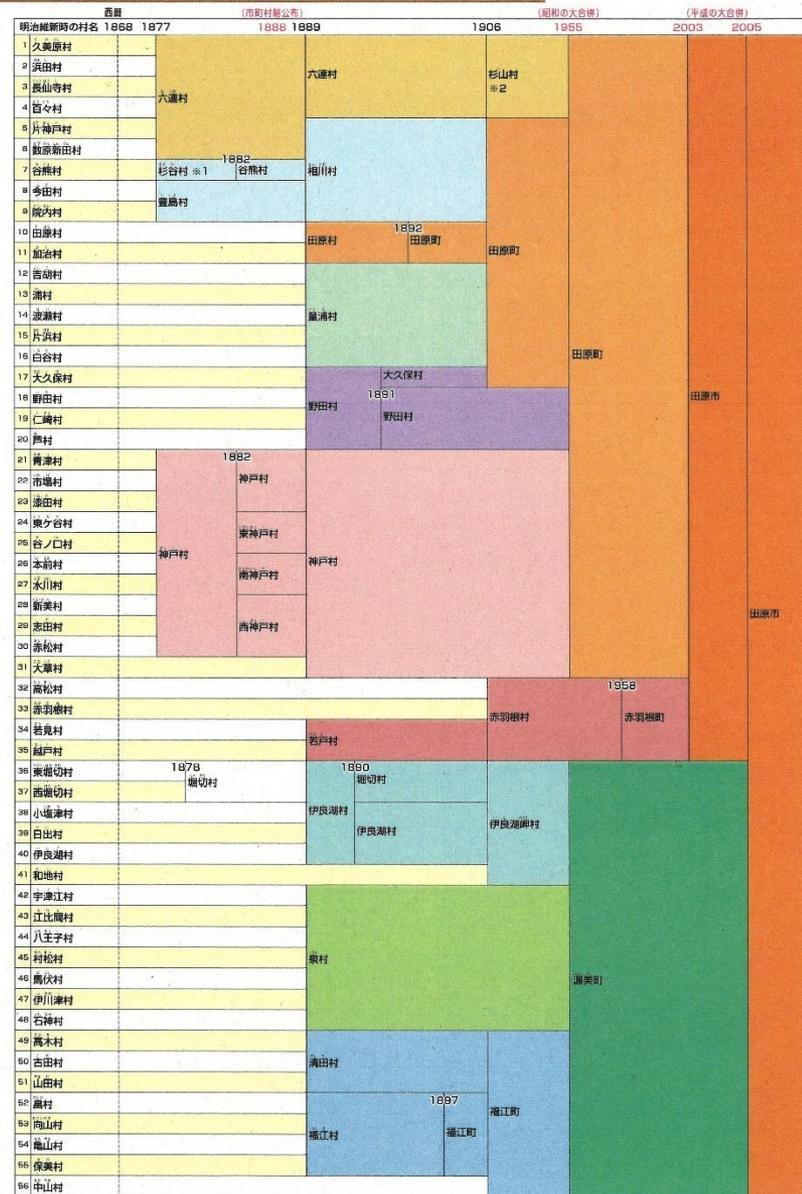 西暦 (市町村制公布) (昭和の大合併) (平成の大合併)
明治維新時の村名 1868 1877 1888 1889 1906 1955 2003 2005
1 久美原村
2 浜田村
3 長仙寺村
4 百々村
5 片神戸村
6 数原新田村
7 谷熊村
8 今田村
9 院内村
10 田原村
11 加治村
12 吉胡村
13 浦村
14 波瀬村
15 片浜村
16 白谷村
17 大久保村
18 野田村
19 仁崎村
20 芦村
21 青津村
22 市場村
23 漆田村
24 東ケ谷村
25 谷ノ口村
26 本前村
27 水川村
28 新美村
29 志田村
30 赤松村
31 大草村
32 高松村
33 赤羽根村
34 若見村
35 越戸村
36 東堀切村
37 西堀切村
38 小塩津村
39 日出村
40 伊良湖村
41 和地村
42 宇津江村
43 江比間村
44 八王子村
45 村松村
46 馬伏村
47 伊川津村
48 石神村
49 高木村
50 古田村
51 山田村
52 畠村
53 向山村
54 亀山村
55 保美村
56 中山村
六連村
1882
杉谷村 ※1
谷熊村
豊島村
1882
神戸村
神戸村
東神戸村
南神戸村
西神戸村
1878
堀切村
六連村
相川村
1892
田原村
田原町
童浦村
大久保村
1891
野田村
野田村
神戸村
若戸村
1890
堀切村
伊良湖村
伊良湖村
泉村
清田村
1897
福江村
福江町
杉山村
※2
田原町
1958
赤羽根村
赤羽根町
伊良湖岬村
福江町
田原町
渥美町
田原市
田原市